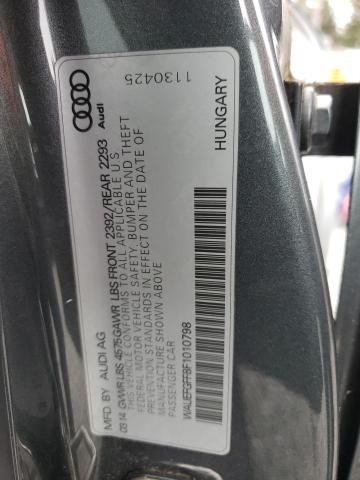 MFD. BY AUDI AG
03.14 GVWR LBS 4575 GAWR LBS FRONT 2392/REAR 2293
THIS VEHICLE CONFORMS TO ALL APPLICABLE U S
FEDERAL MOTOR VEHICLE SAFETY, BUMPER AND THEFT
PREVENTION STANDARDS IN EFFECT ON THE DATE OF
MANUFACTURE SHOWN ABOVE
PASSENGER CAR
WAUEFGFF8F1010798
Audi
1130425
HUNGARY